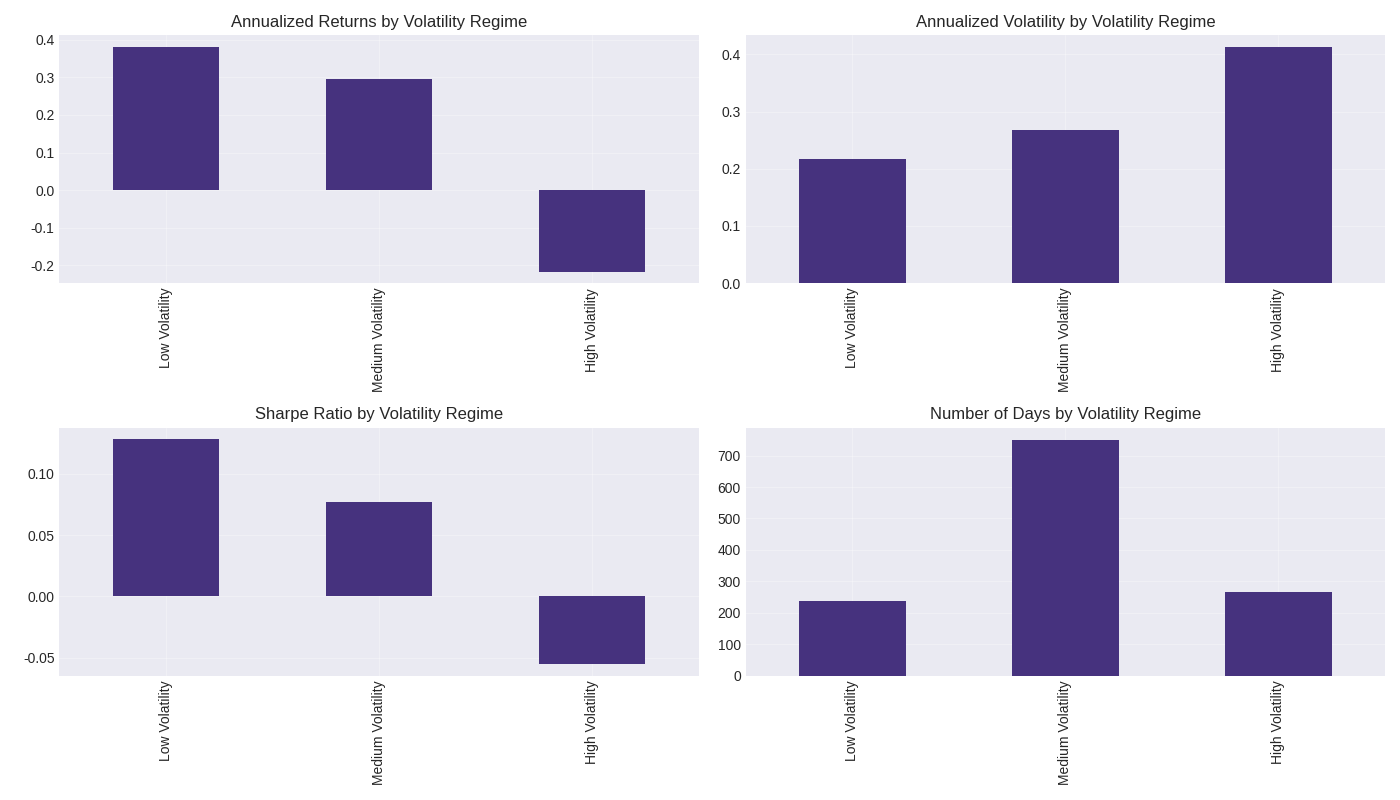 Annualized Returns by Volatility Regime
0.4
0.3
0.2
0.1
0.0
-0.1
-0.2
Low Volatility
Medium Volatility
High Volatility
Annualized Volatility by Volatility Regime
0.4
0.3
0.2
0.1
0.0
Low Volatility
Medium Volatility
High Volatility
Sharpe Ratio by Volatility Regime
0.10
0.05
0.00
-0.05
Low Volatility
Medium Volatility
High Volatility
Number of Days by Volatility Regime
700
600
500
400
300
200
100
0
Low Volatility
Medium Volatility
High Volatility